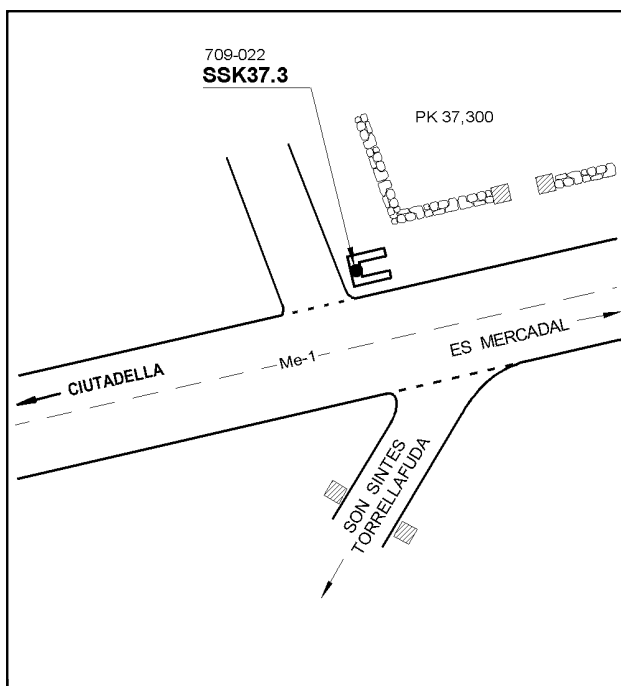 709-022
SSK37.3
PK 37,300
ES MERCADAL
Me-1
CIUTADELLA
SON SINTES
TORRELLAFUDA